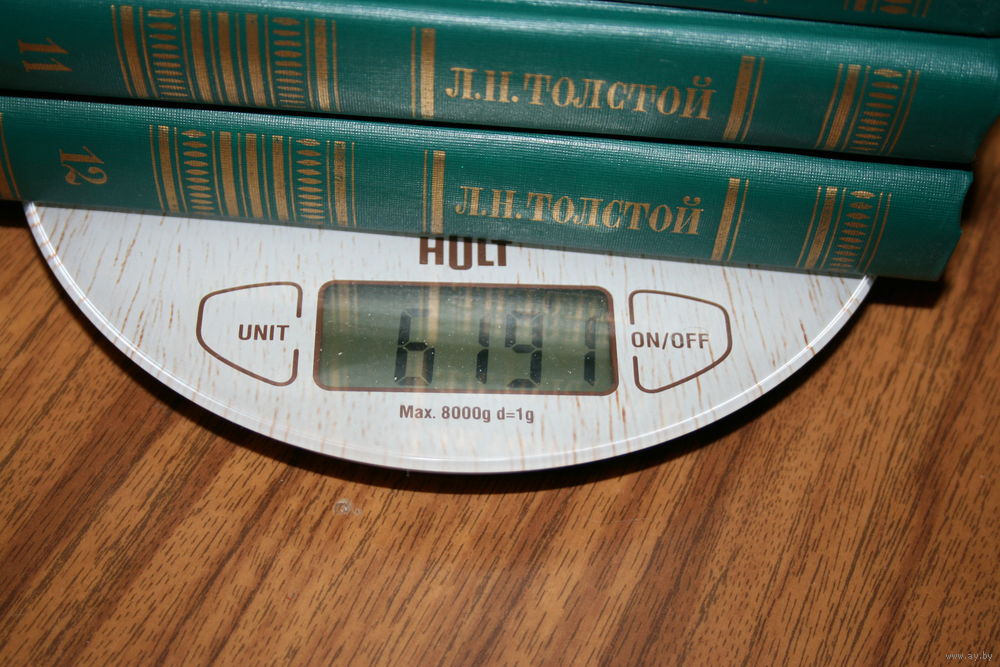 11 Л.Н.ТОЛСТОЙ
12 Л.Н.ТОЛСТОЙ
HOLT
UNIT
6191
ON/OFF
Max. 8000g d=1g
www.ay.by